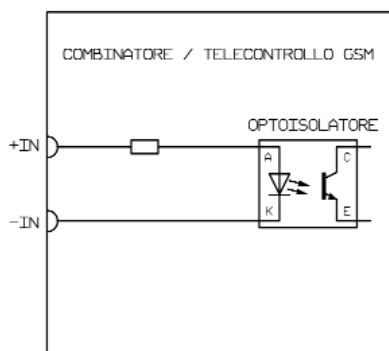 COMBINATORE / TELECONTROLLO GSM
OPTOISOLATORE
+IN
A
C
K
E
-IN